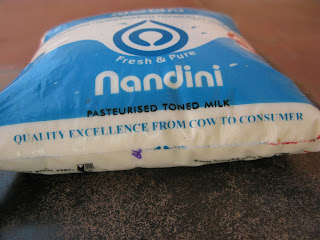 Fresh & Pure
Nandini
PASTEURISED TONED MILK
QUALITY EXCELLENCE FROM COW TO CONSUMER